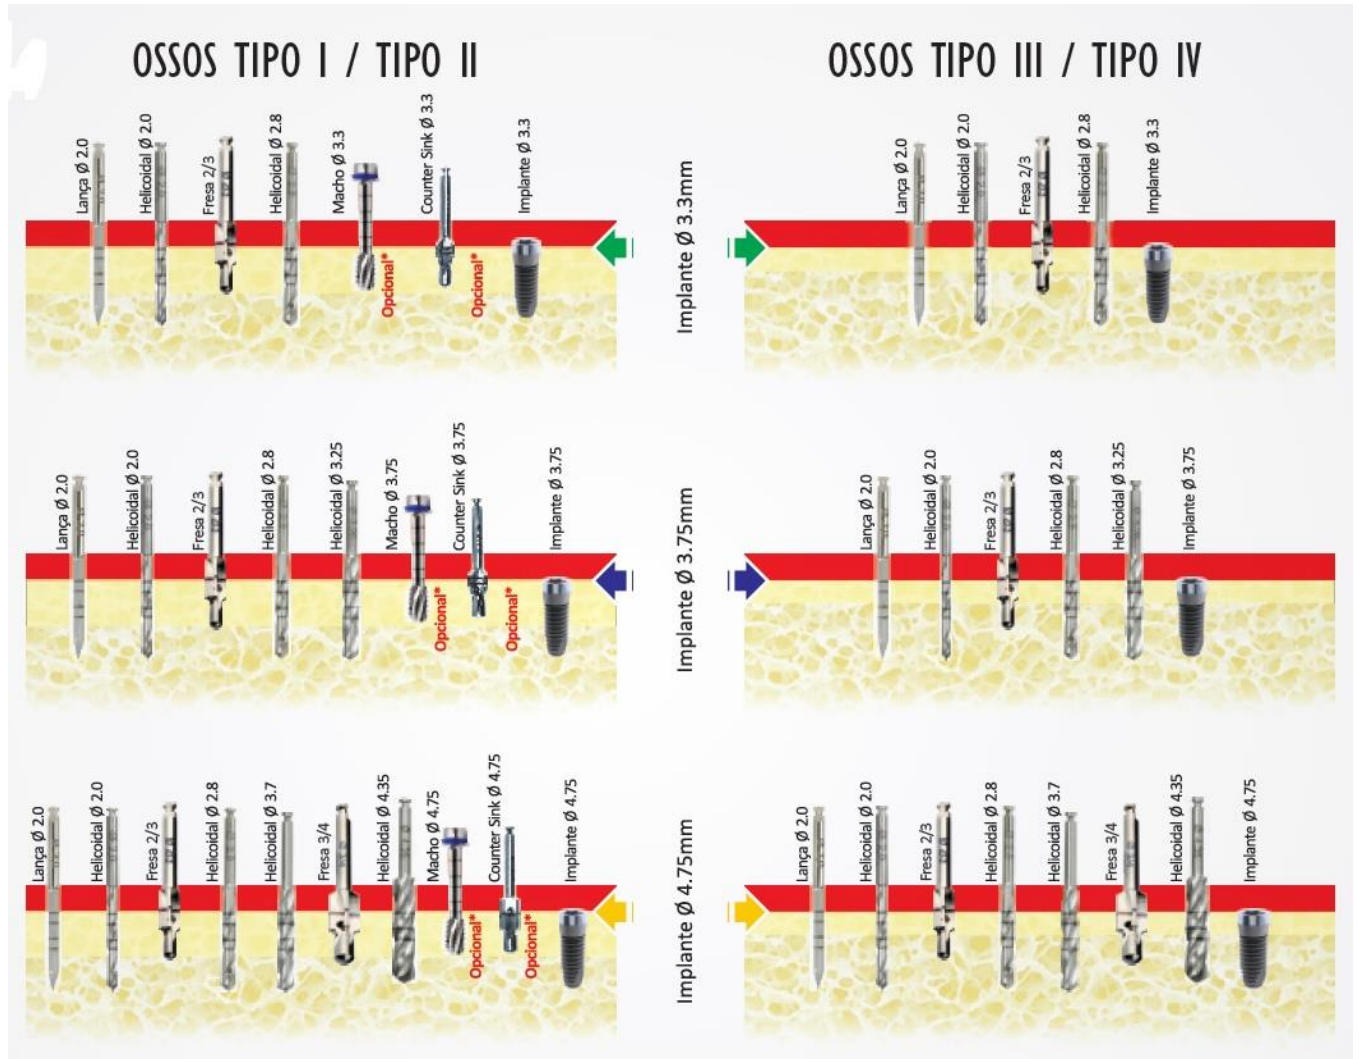 OSSOS TIPO I / TIPO II
OSSOS TIPO III / TIPO IV
Lança Ø 2.0
Helicoidal Ø 2.0
Fresa 2/3
Helicoidal Ø 2.8
Macho Ø 3.3
Opcional*
Counter Sink Ø 3.3
Opcional*
Implante Ø 3.3
Implante Ø 3.3mm
Lança Ø 2.0
Helicoidal Ø 2.0
Fresa 2/3
Helicoidal Ø 2.8
Implante Ø 3.3
Lança Ø 2.0
Helicoidal Ø 2.0
Fresa 2/3
Helicoidal Ø 2.8
Helicoidal Ø 3.25
Macho Ø 3.75
Opcional*
Counter Sink Ø 3.75
Opcional*
Implante Ø 3.75
Implante Ø 3.75mm
Lança Ø 2.0
Helicoidal Ø 2.0
Fresa 2/3
Helicoidal Ø 2.8
Helicoidal Ø 3.25
Implante Ø 3.75
Lança Ø 2.0
Helicoidal Ø 2.0
Fresa 2/3
Helicoidal Ø 2.8
Helicoidal Ø 3.7
Fresa 3/4
Helicoidal Ø 4.35
Macho Ø 4.75
Opcional*
Counter Sink Ø 4.75
Opcional*
Implante Ø 4.75
Implante Ø 4.75mm
Lança Ø 2.0
Helicoidal Ø 2.0
Fresa 2/3
Helicoidal Ø 2.8
Helicoidal Ø 3.7
Fresa 3/4
Helicoidal Ø 4.35
Implante Ø 4.75